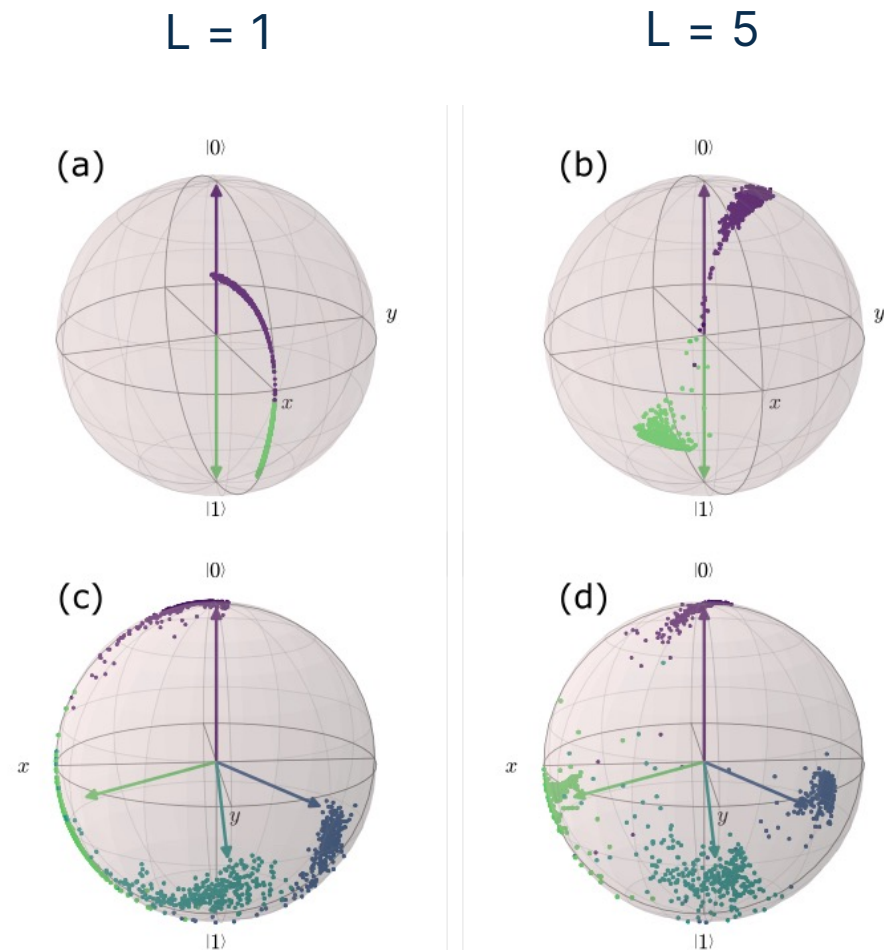 L = 1
L = 5
(a)
|0⟩
y
x
|1⟩
(b)
|0⟩
y
x
|1⟩
(c)
|0⟩
x
y
|1⟩
(d)
|0⟩
x
y
|1⟩